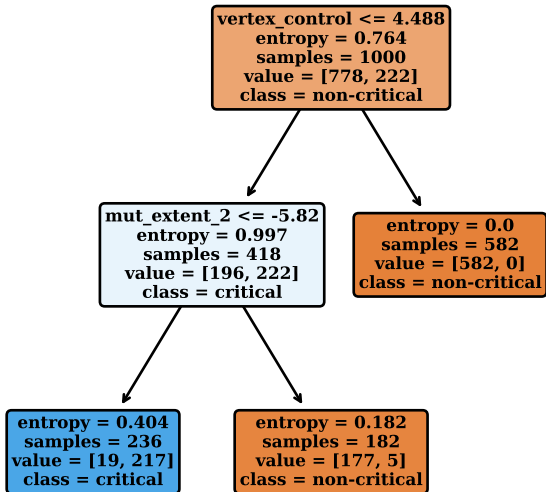 vertex_control <= 4.488
entropy = 0.764
samples = 1000
value = [778, 222]
class = non-critical
mut_extent_2 <= -5.82
entropy = 0.997
samples = 418
value = [196, 222]
class = critical
entropy = 0.0
samples = 582
value = [582, 0]
class = non-critical
entropy = 0.404
samples = 236
value = [19, 217]
class = critical
entropy = 0.182
samples = 182
value = [177, 5]
class = non-critical